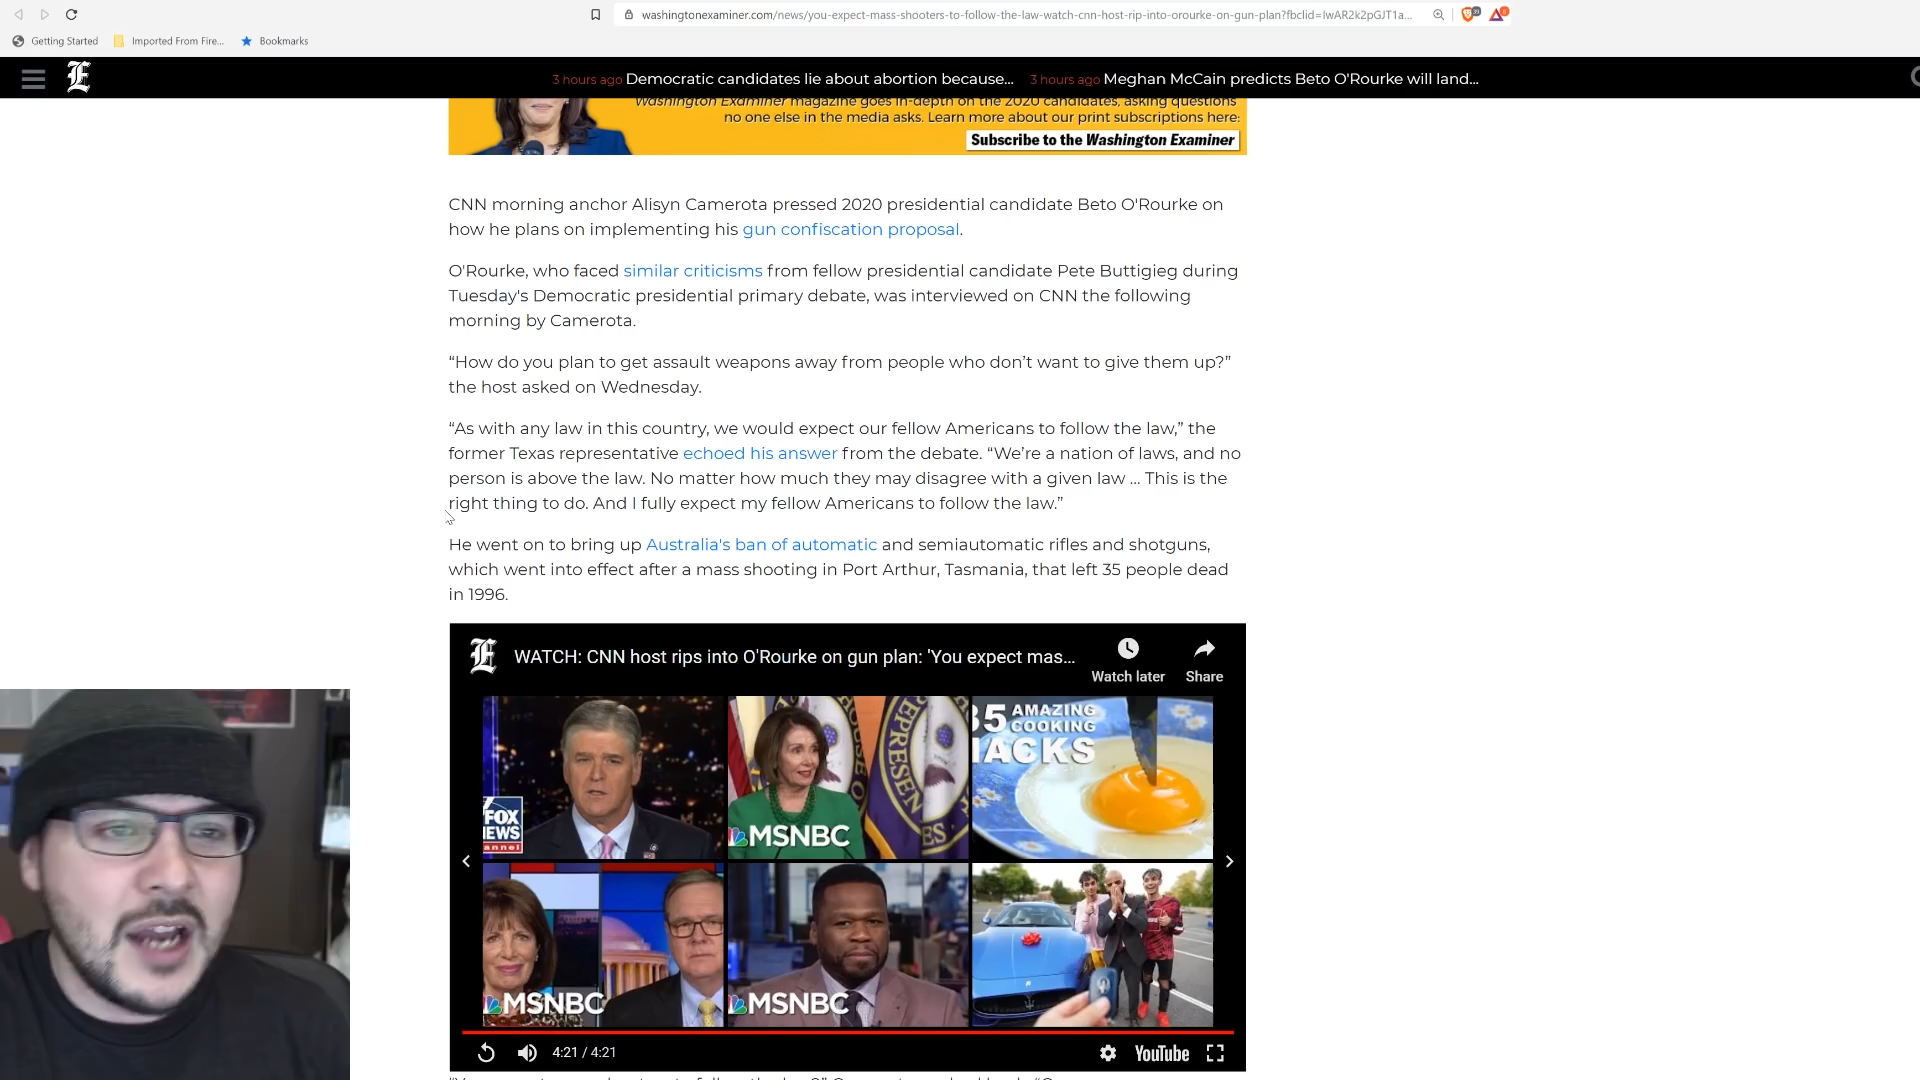 washingtonexaminer.com/news/you-expect-mass-shooters-to-follow-the-law-watch-cnn-host-rip-into-orourke-on-gun-plan?fbclid=IwAR2k2pGJT1a...
Getting Started Imported From Fire... Bookmarks
3 hours ago Democratic candidates lie about abortion because... 3 hours ago Meghan McCain predicts Beto O'Rourke will land...
Washington Examiner magazine goes in-depth on the 2020 candidates, asking questions
no one else in the media asks. Learn more about our print subscriptions here:
Subscribe to the Washington Examiner
CNN morning anchor Alisyn Camerota pressed 2020 presidential candidate Beto O'Rourke on
how he plans on implementing his gun confiscation proposal.
O'Rourke, who faced similar criticisms from fellow presidential candidate Pete Buttigieg during
Tuesday's Democratic presidential primary debate, was interviewed on CNN the following
morning by Camerota.
“How do you plan to get assault weapons away from people who don’t want to give them up?”
the host asked on Wednesday.
“As with any law in this country, we would expect our fellow Americans to follow the law,” the
former Texas representative echoed his answer from the debate. “We’re a nation of laws, and no
person is above the law. No matter how much they may disagree with a given law ... This is the
right thing to do. And I fully expect my fellow Americans to follow the law.”
He went on to bring up Australia's ban of automatic and semiautomatic rifles and shotguns,
which went into effect after a mass shooting in Port Arthur, Tasmania, that left 35 people dead
in 1996.
WATCH: CNN host rips into O'Rourke on gun plan: 'You expect mas...
Watch later Share
35 AMAZING
COOKING
HACKS
FOX
NEWS
annel
MSNBC
MSNBC
MSNBC
4:21 / 4:21
YouTube